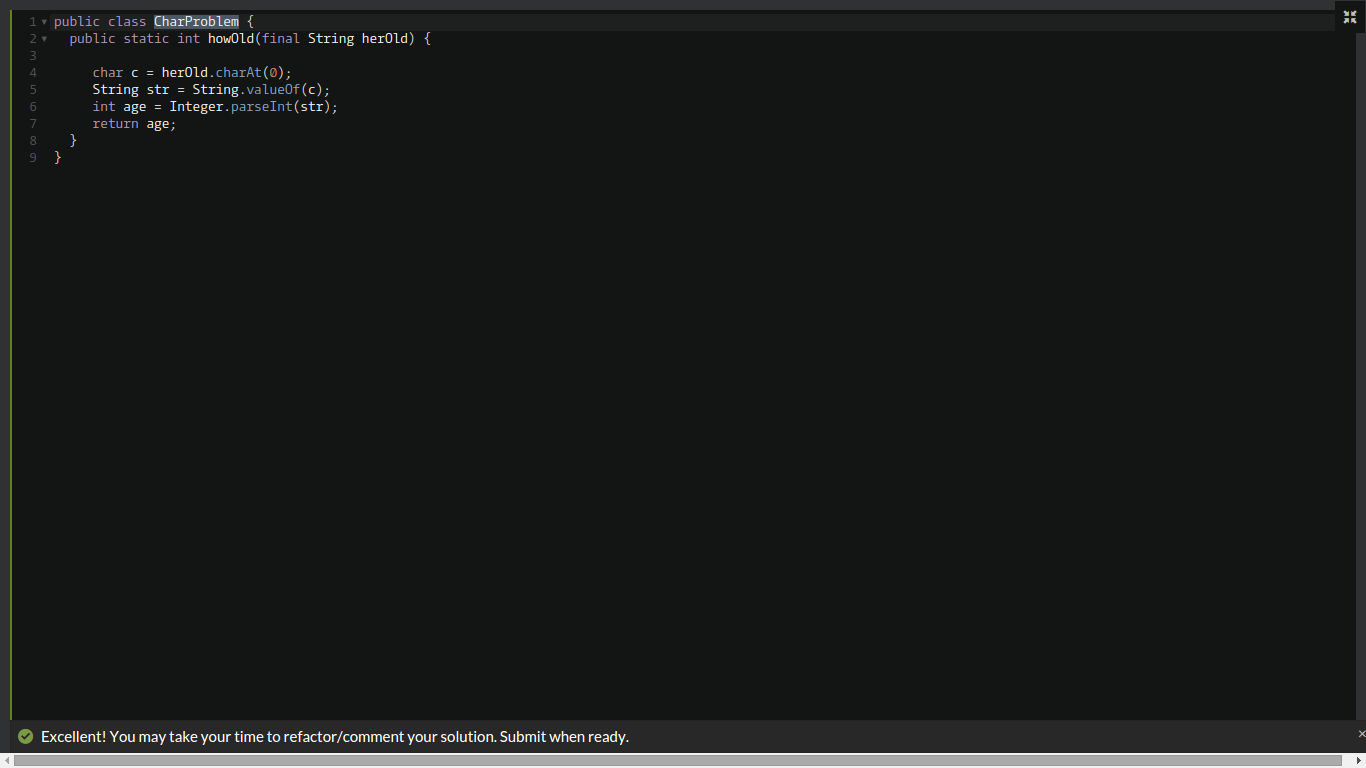 1 public class CharProblem {
2 public static int howOld(final String herOld) {
3
4 char c = herOld.charAt(0);
5 String str = String.valueOf(c);
6 int age = Integer.parseInt(str);
7 return age;
8 }
9 }
Excellent! You may take your time to refactor/comment your solution. Submit when ready.